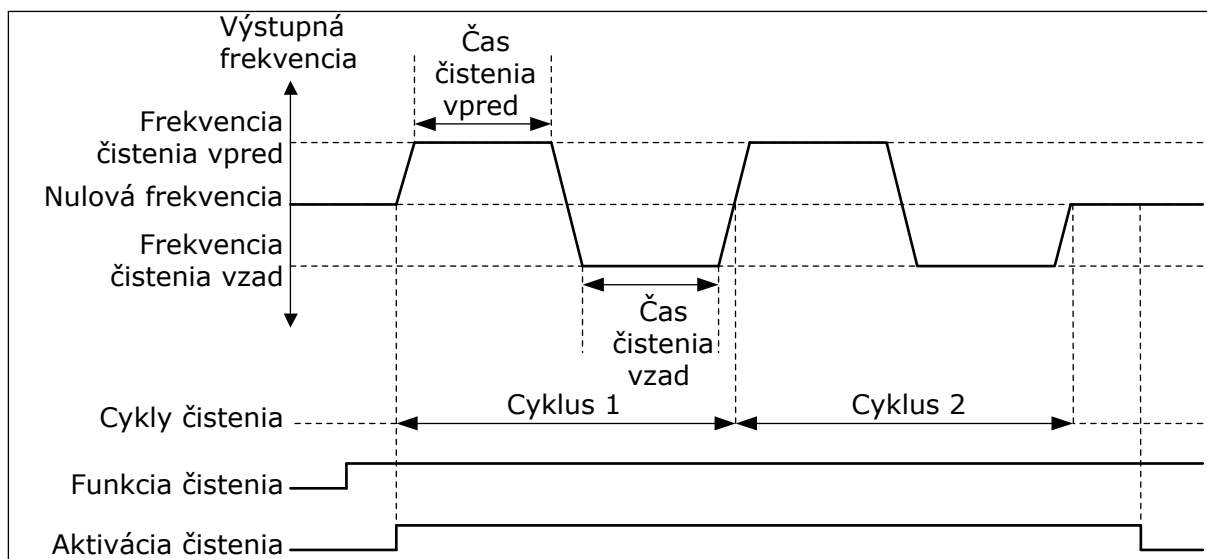 Výstupná
frekvencia
Čas
čistenia
vpred
Frekvencia
čistenia vpred
Nulová frekvencia
Frekvencia
čistenia vzad
Čas
čistenia
vzad
Cykly čistenia
Cyklus 1
Cyklus 2
Funkcia čistenia
Aktivácia čistenia